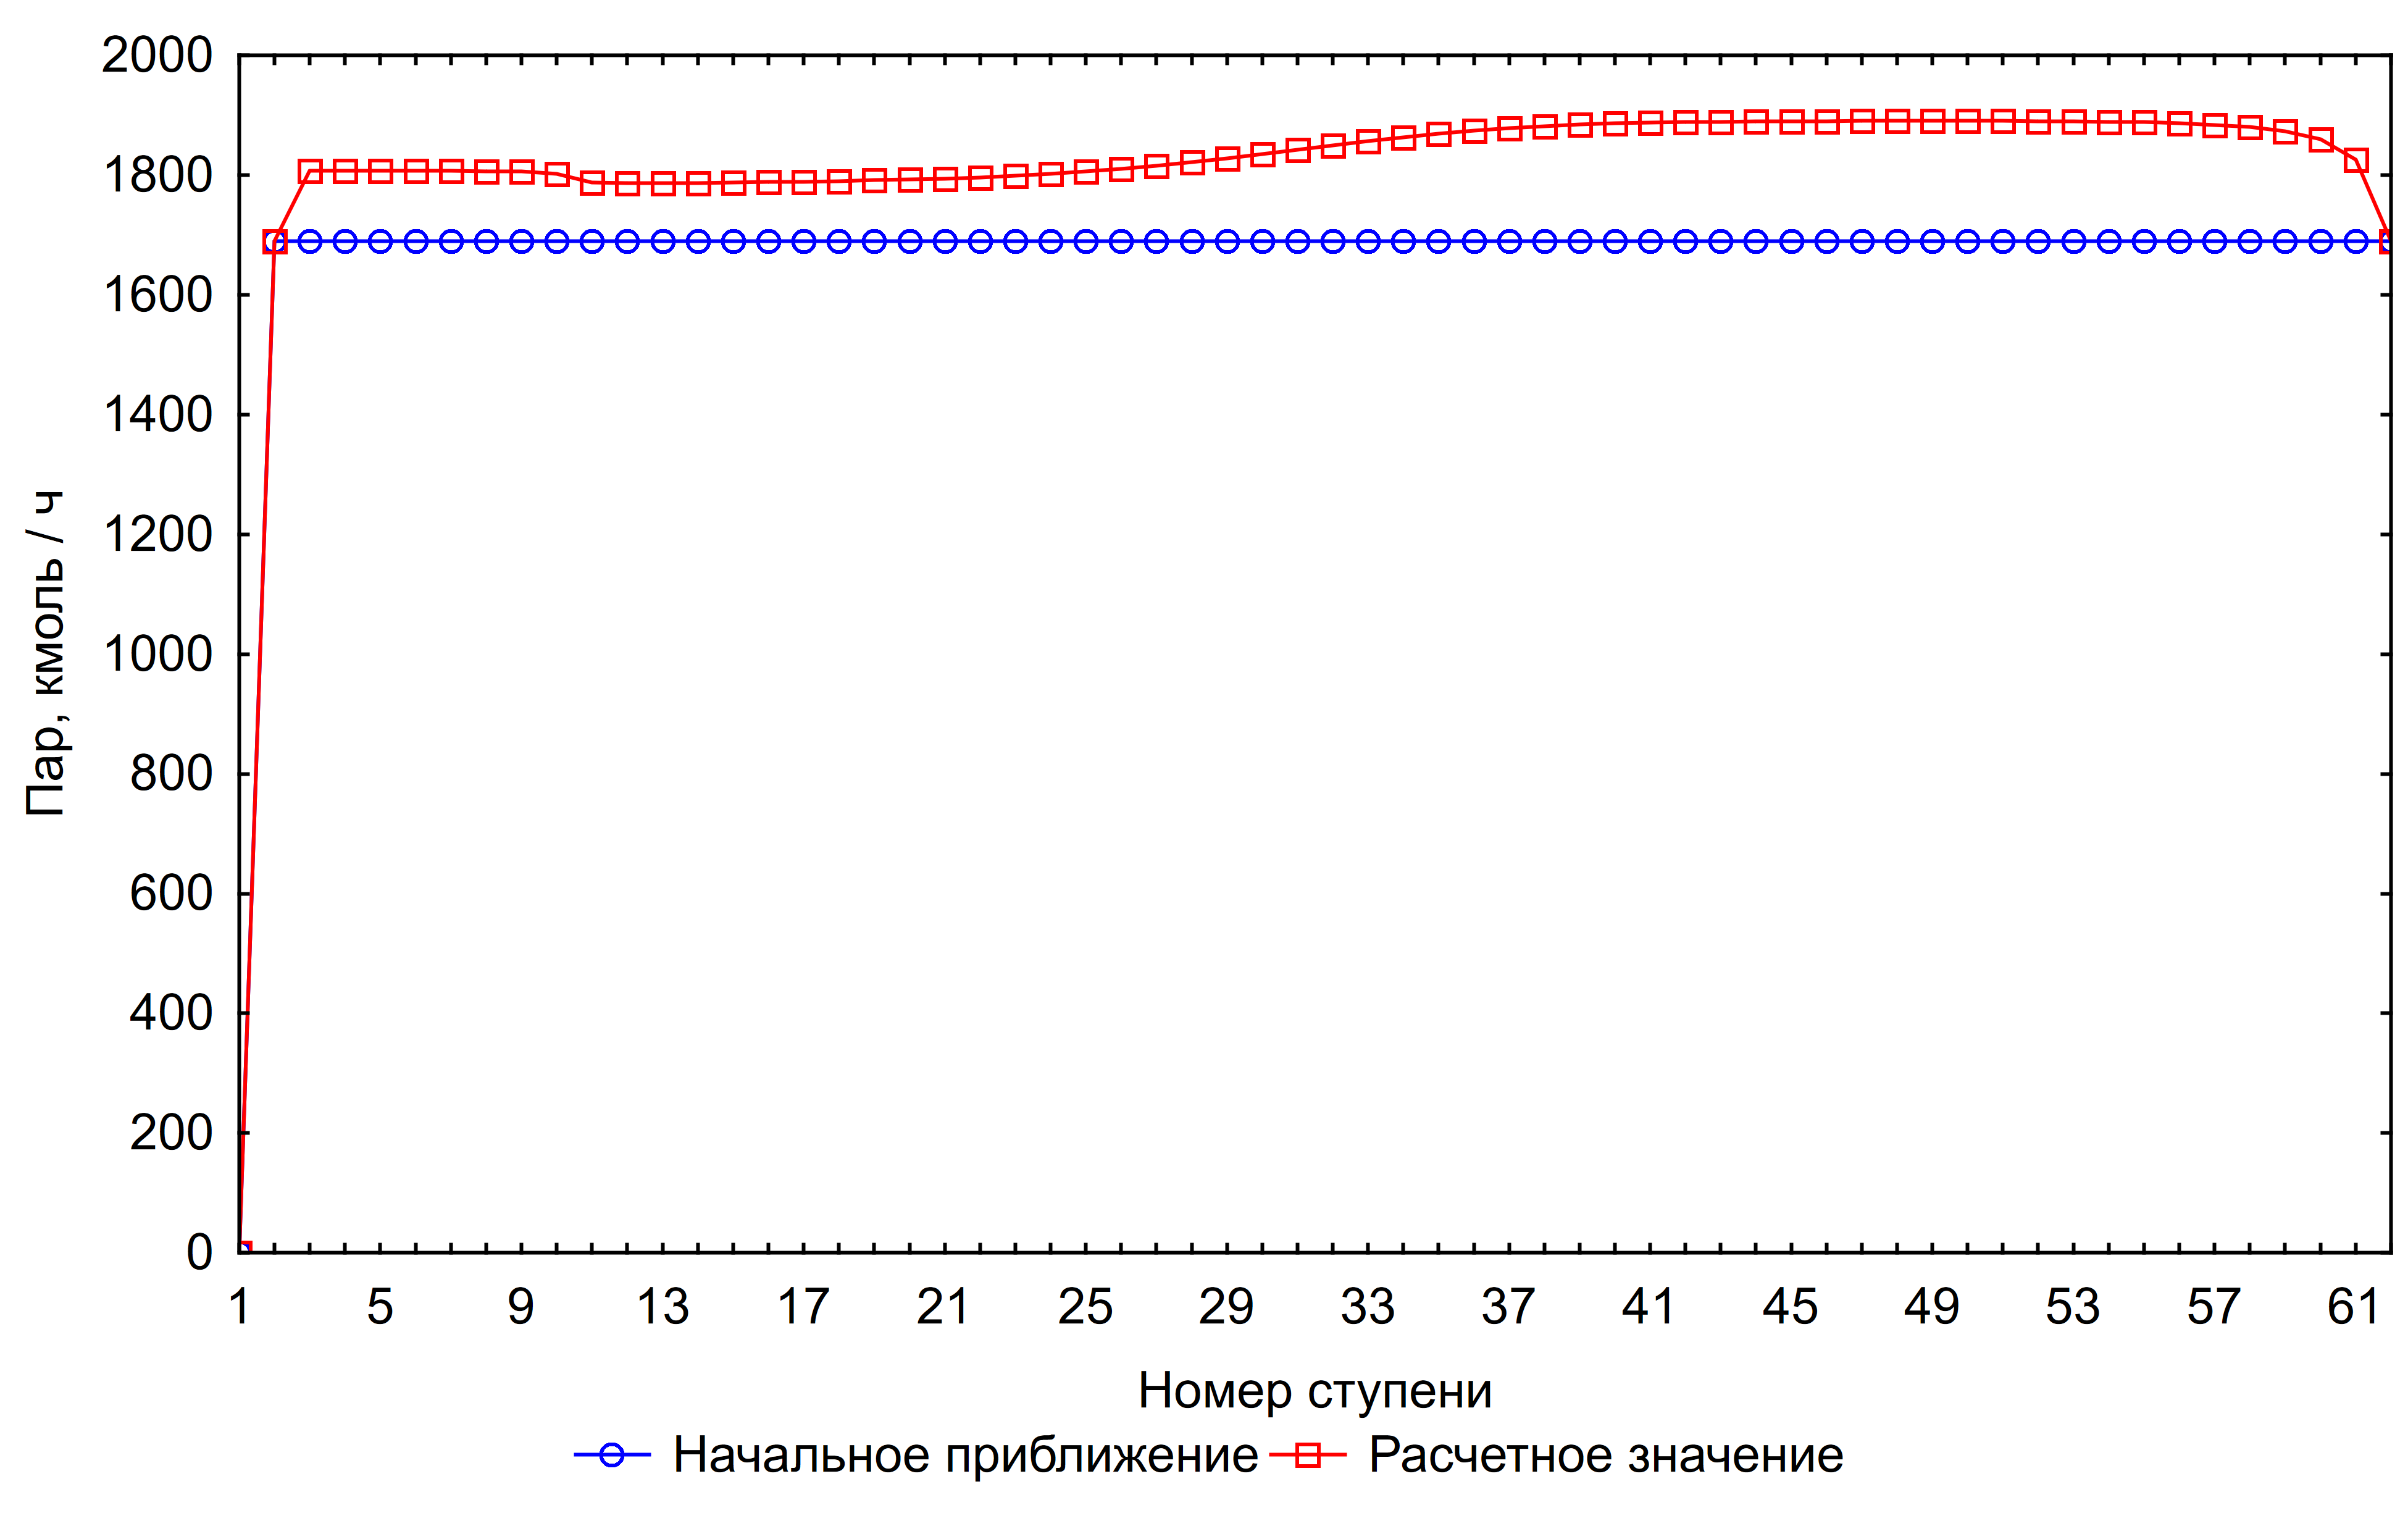 2000
1800
1600
1400
1200
1000
800
600
400
200
0
Пар, кмоль / ч
1 5 9 13 17 21 25 29 33 37 41 45 49 53 57 61
Номер ступени
Начальное приближение Расчетное значение